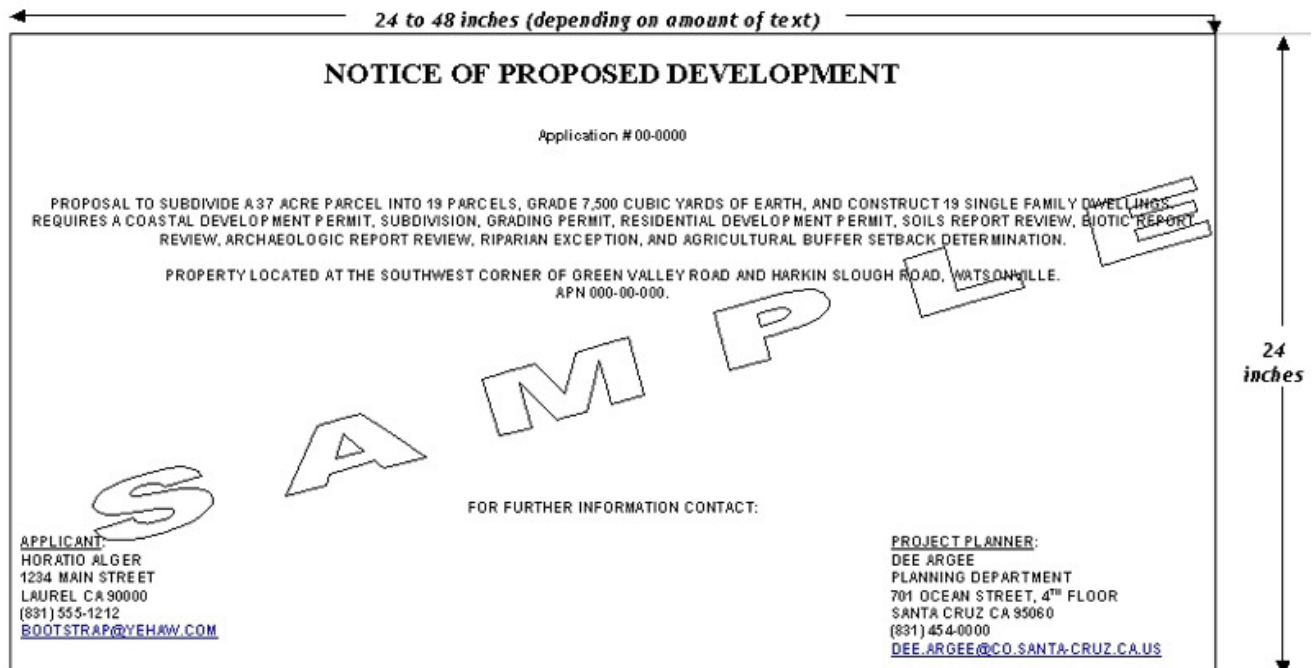 24 to 48 inches (depending on amount of text)
NOTICE OF PROPOSED DEVELOPMENT
Application # 00-0000
PROPOSAL TO SUBDIVIDE A 37 ACRE PARCEL INTO 19 PARCELS, GRADE 7,500 CUBIC YARDS OF EARTH, AND CONSTRUCT 19 SINGLE FAMILY DWELLINGS.
REQUIRES A COASTAL DEVELOPMENT PERMIT, SUBDIVISION, GRADING PERMIT, RESIDENTIAL DEVELOPMENT PERMIT, SOILS REPORT REVIEW, BIOTIC REPORT
REVIEW, ARCHAEOLOGIC REPORT REVIEW, RIPARIAN EXCEPTION, AND AGRICULTURAL BUFFER SETBACK DETERMINATION.
PROPERTY LOCATED AT THE SOUTHWEST CORNER OF GREEN VALLEY ROAD AND HARKIN SLOUGH ROAD, WATSONVILLE.
APN 000-00-000.
24
inches
SAMPLE
FOR FURTHER INFORMATION CONTACT:
APPLICANT:
HORATIO ALGER
1234 MAIN STREET
LAUREL CA 90000
(831) 555-1212
BOOTSTRAP@YEHAW.COM
PROJECT PLANNER:
DEE ARGEE
PLANNING DEPARTMENT
701 OCEAN STREET, 4TH FLOOR
SANTA CRUZ CA 95060
(831) 454-0000
DEE.ARGEE@CO.SANTA-CRUZ.CA.US